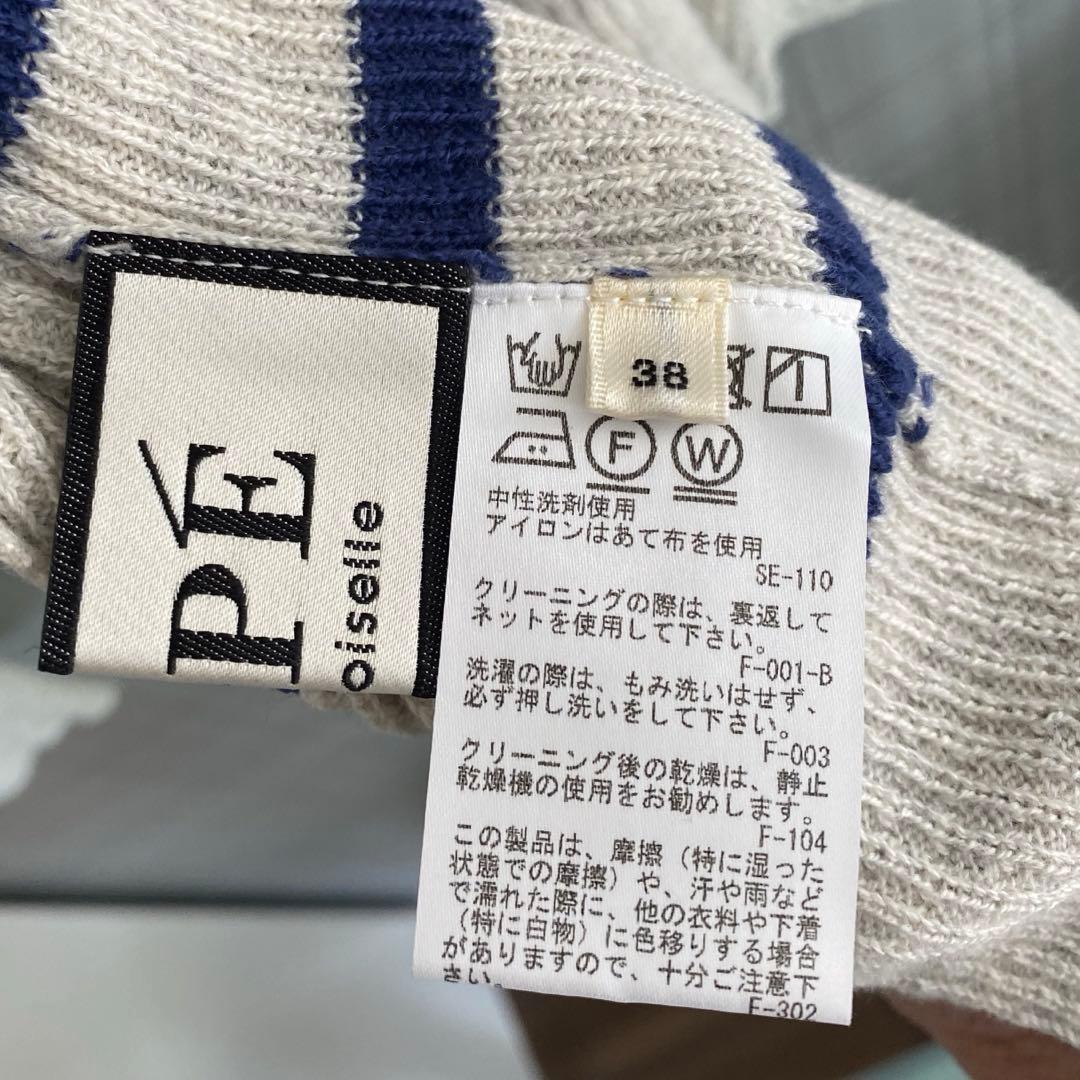 PÉ
oiselle
38
F
W
中性洗剤使用
アイロンはあて布を使用
SE-110
クリーニングの際は、裏返して
ネットを使用して下さい。
F-001-B
洗濯の際は、もみ洗いはせず、
必ず押し洗いをして下さい。
F-003
クリーニング後の乾燥は、静止
乾燥機の使用をお勧めします。
F-104
この製品は、摩擦（特に湿った
状態での摩擦）や、汗や雨など
で濡れた際に、他の衣料や下着
（特に白物）に色移りする場合
がありますので、十分ご注意下
さい。
F-302